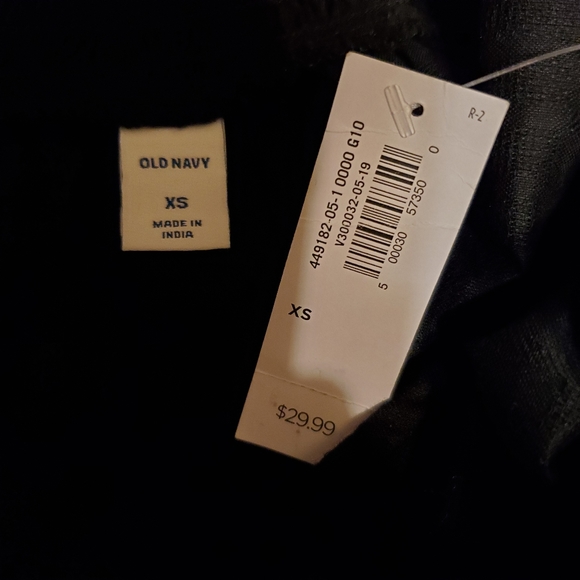 OLD NAVY
XS
MADE IN
INDIA
R-2
449182-05-1 0000 G10
V300032-05-19
5 00030 57350 0
XS
$29.99